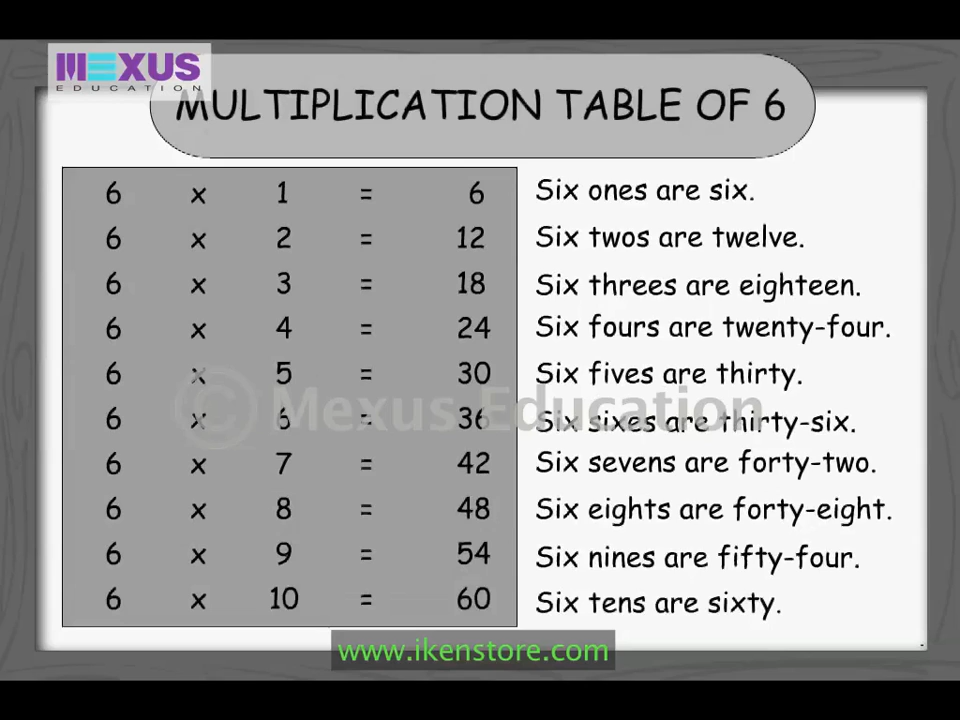 MEXUS
EDUCATION
MULTIPLICATION TABLE OF 6
6 x 1 = 6 Six ones are six.
6 x 2 = 12 Six twos are twelve.
6 x 3 = 18 Six threes are eighteen.
6 x 4 = 24 Six fours are twenty-four.
6 x 5 = 30 Six fives are thirty.
6 x 6 = 36 Six sixes are thirty-six.
© Mexus Education
6 x 7 = 42 Six sevens are forty-two.
6 x 8 = 48 Six eights are forty-eight.
6 x 9 = 54 Six nines are fifty-four.
6 x 10 = 60 Six tens are sixty.
www.ikenstore.com